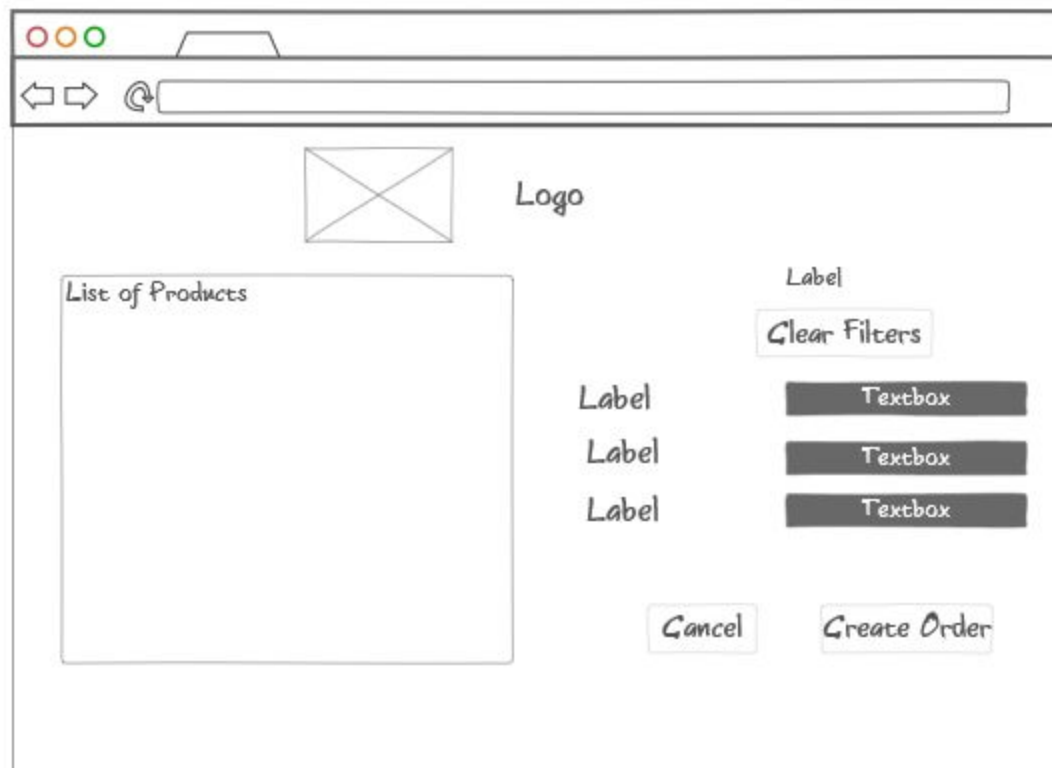 Logo
List of Products
Label
Clear Filters
Label
Textbox
Label
Textbox
Label
Textbox
Cancel
Create Order